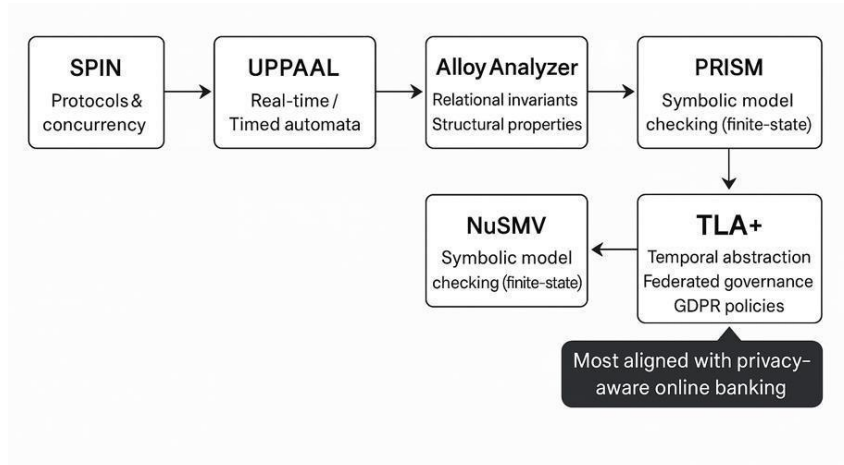 SPIN
Protocols &
concurrency
UPPAAL
Real-time /
Timed automata
Alloy Analyzer
Relational invariants
Structural properties
PRISM
Symbolic model
checking (finite-state)
TLA+
Temporal abstraction
Federated governance
GDPR policies
NuSMV
Symbolic model
checking (finite-state)
Most aligned with privacy-
aware online banking